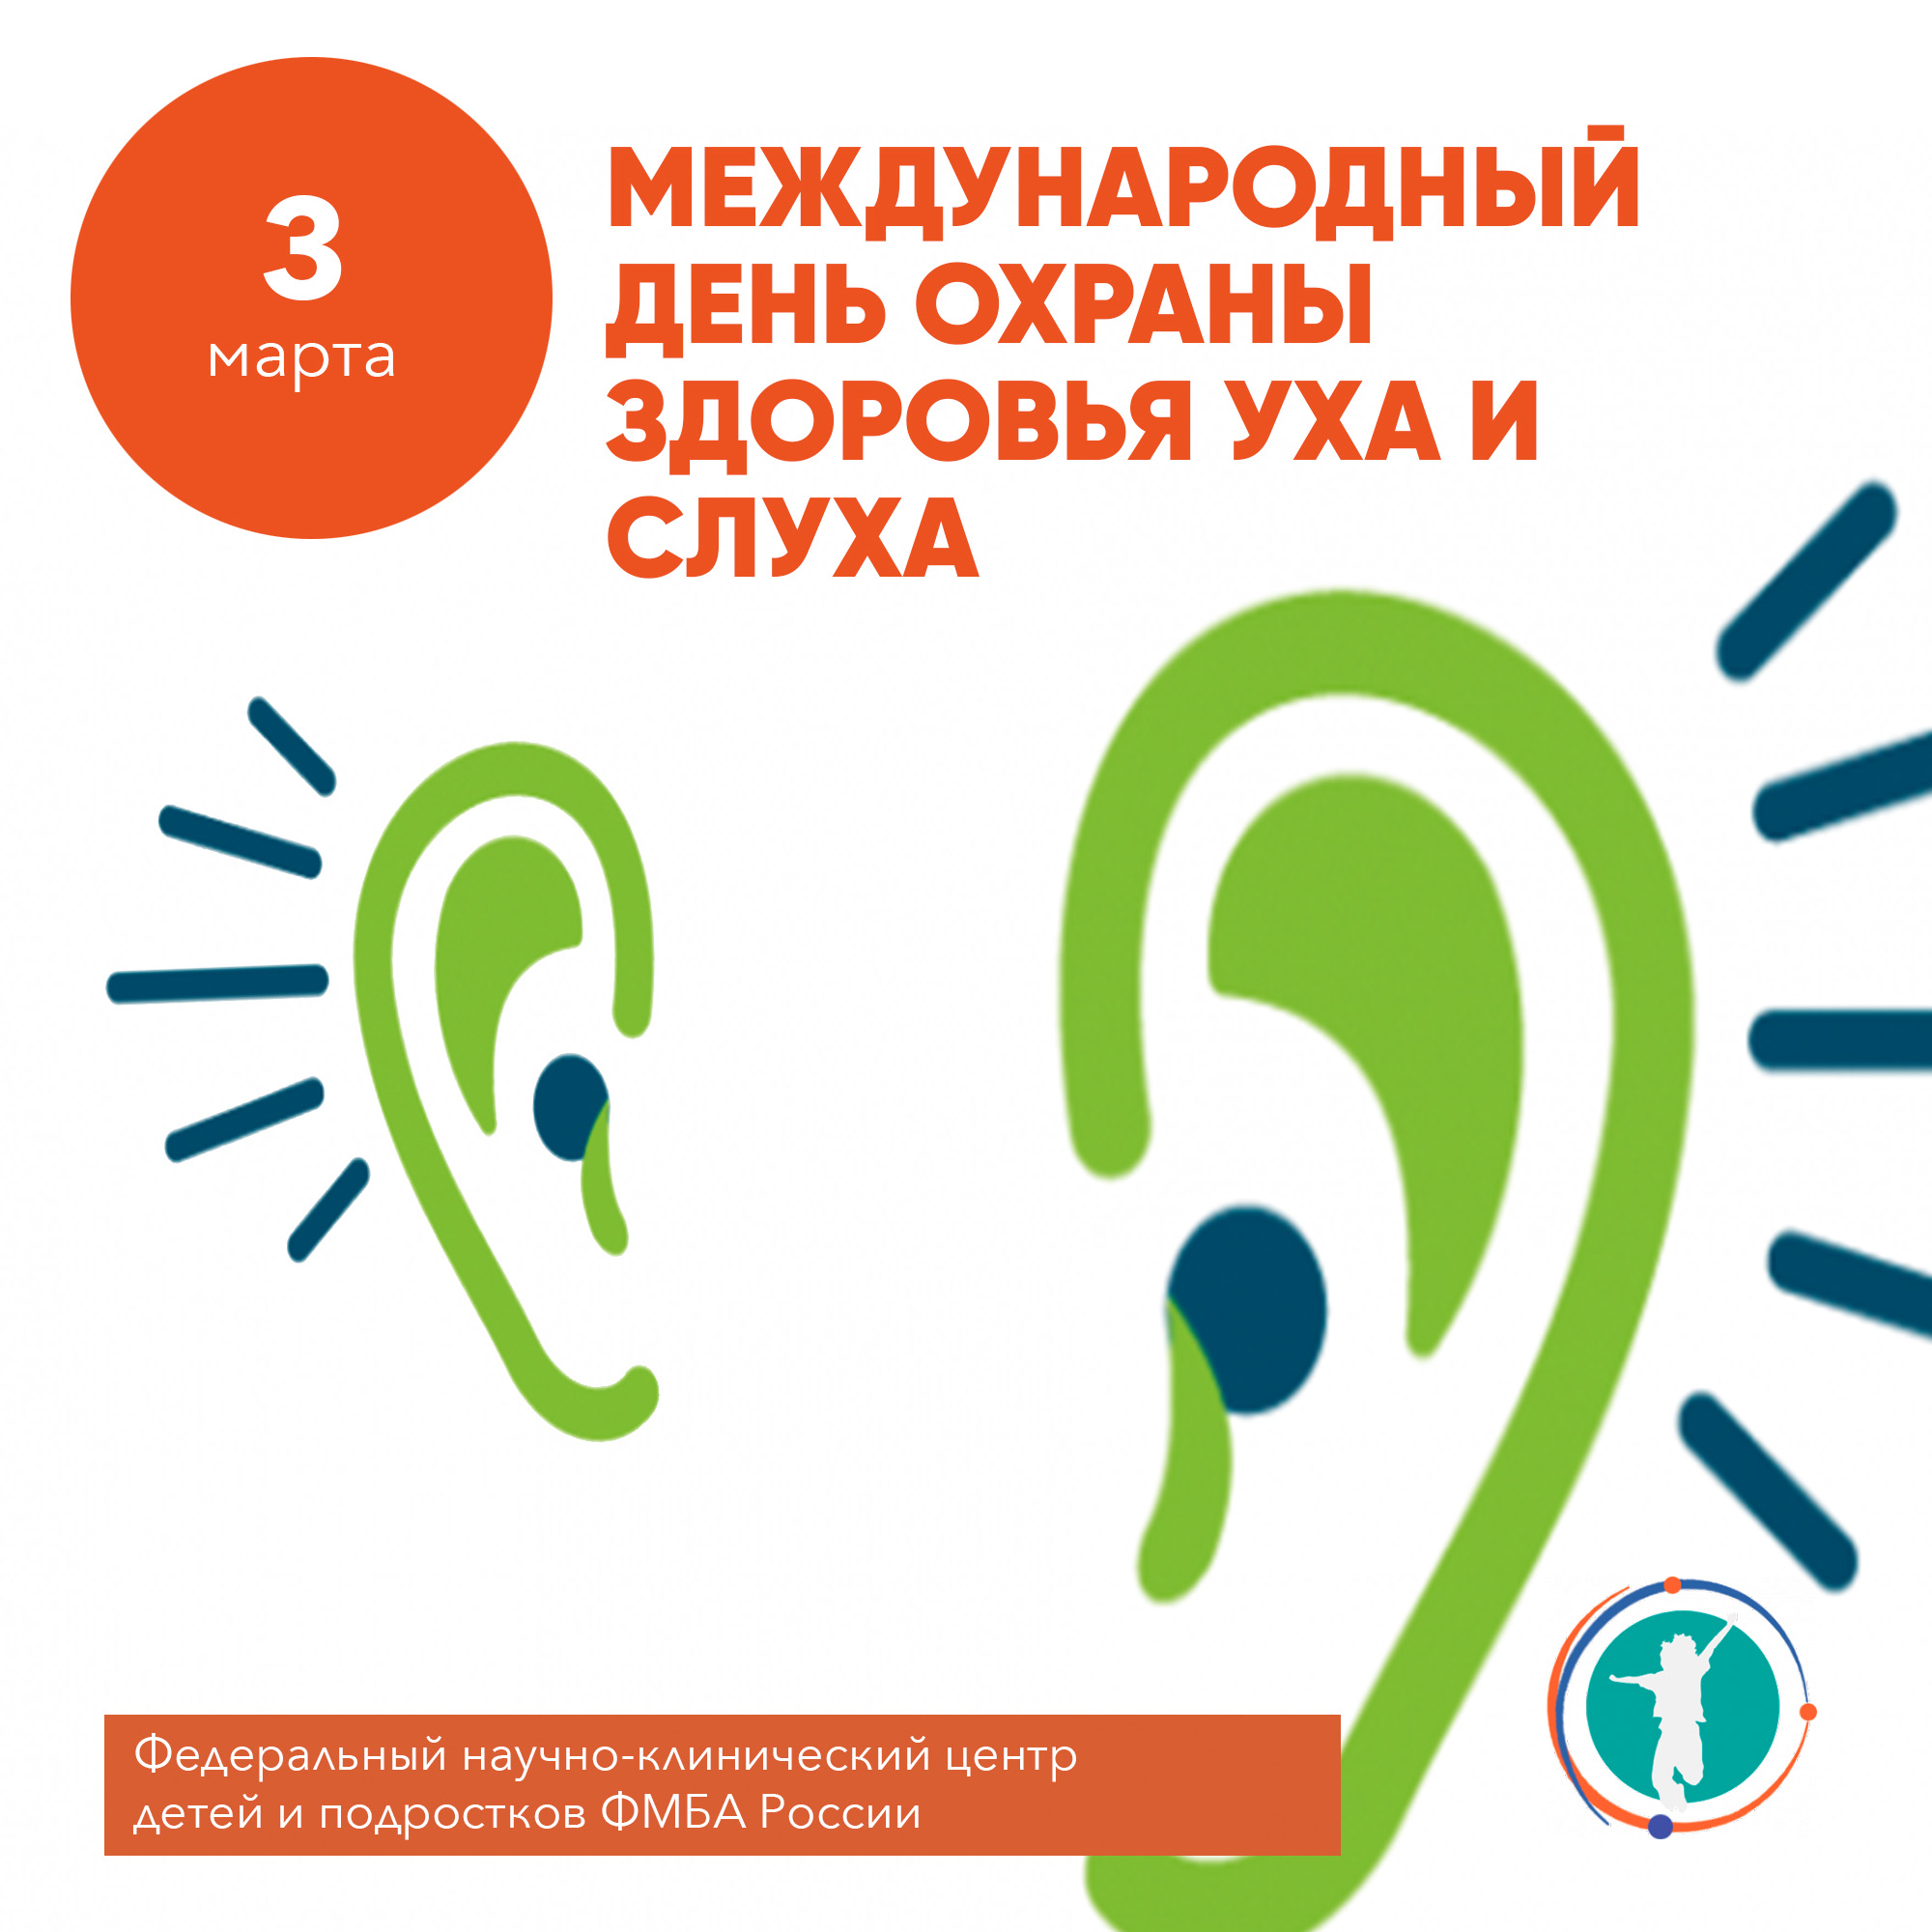 3
марта
МЕЖДУНАРОДНЫЙ
ДЕНЬ ОХРАНЫ
ЗДОРОВЬЯ УХА И
СЛУХА
Федеральный научно-клинический центр
детей и подростков ФМБА России